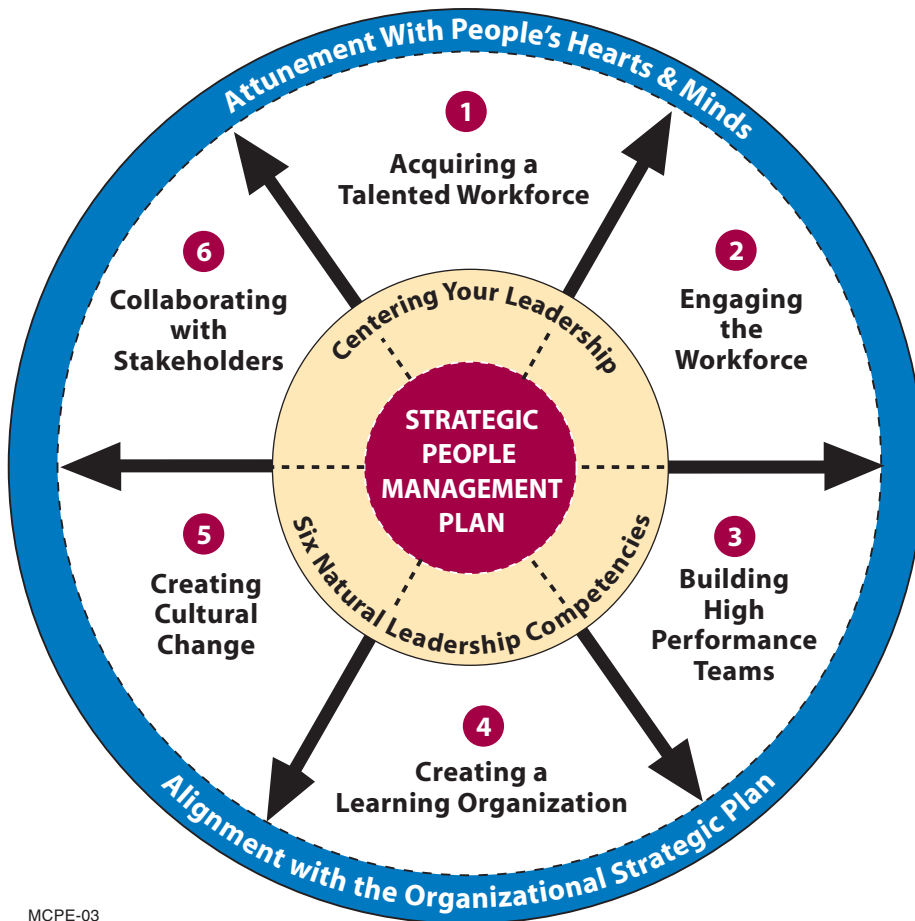 Attunement With People's Hearts & Minds
1
Acquiring a
Talented Workforce
2
Engaging
the
Workforce
3
Building
High
Performance
Teams
4
Creating a
Learning Organization
5
Creating
Cultural
Change
6
Collaborating
with
Stakeholders
Centering Your Leadership
STRATEGIC
PEOPLE
MANAGEMENT
PLAN
Six Natural Leadership Competencies
Alignment with the Organizational Strategic Plan
MCPE-03